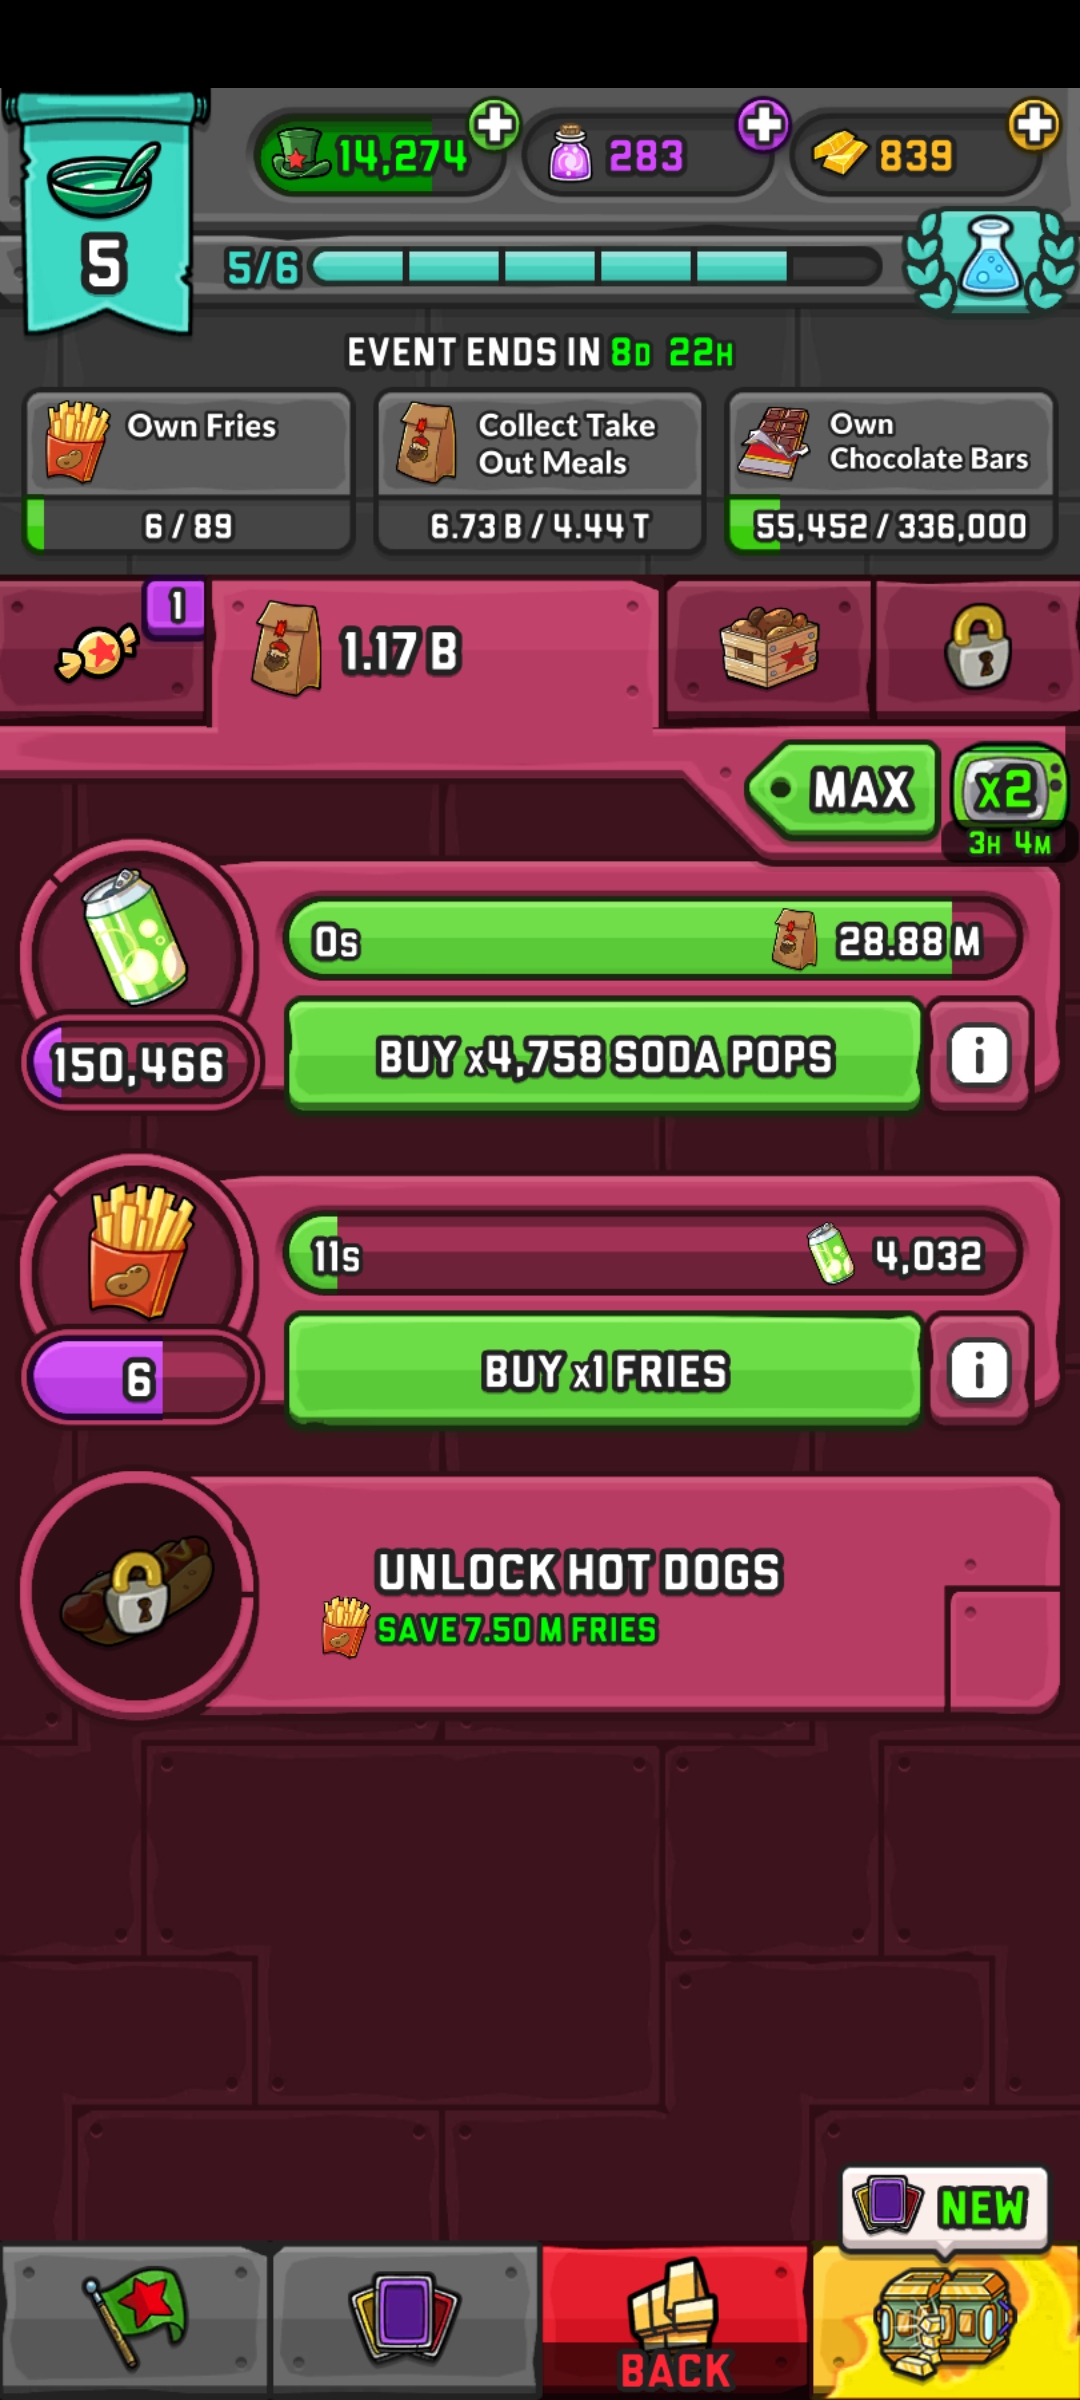 14,274
283
839
5
5/6
EVENT ENDS IN 8D 22H
Own Fries
6 / 89
Collect Take
Out Meals
6.73 B / 4.44 T
Own
Chocolate Bars
55,452 / 336,000
1
1.17 B
MAX
x2
3H 4M
0s
28.88 M
150,466
BUY x4,758 SODA POPS
i
11s
4,032
6
BUY x1 FRIES
i
UNLOCK HOT DOGS
SAVE 7.50 M FRIES
NEW
BACK